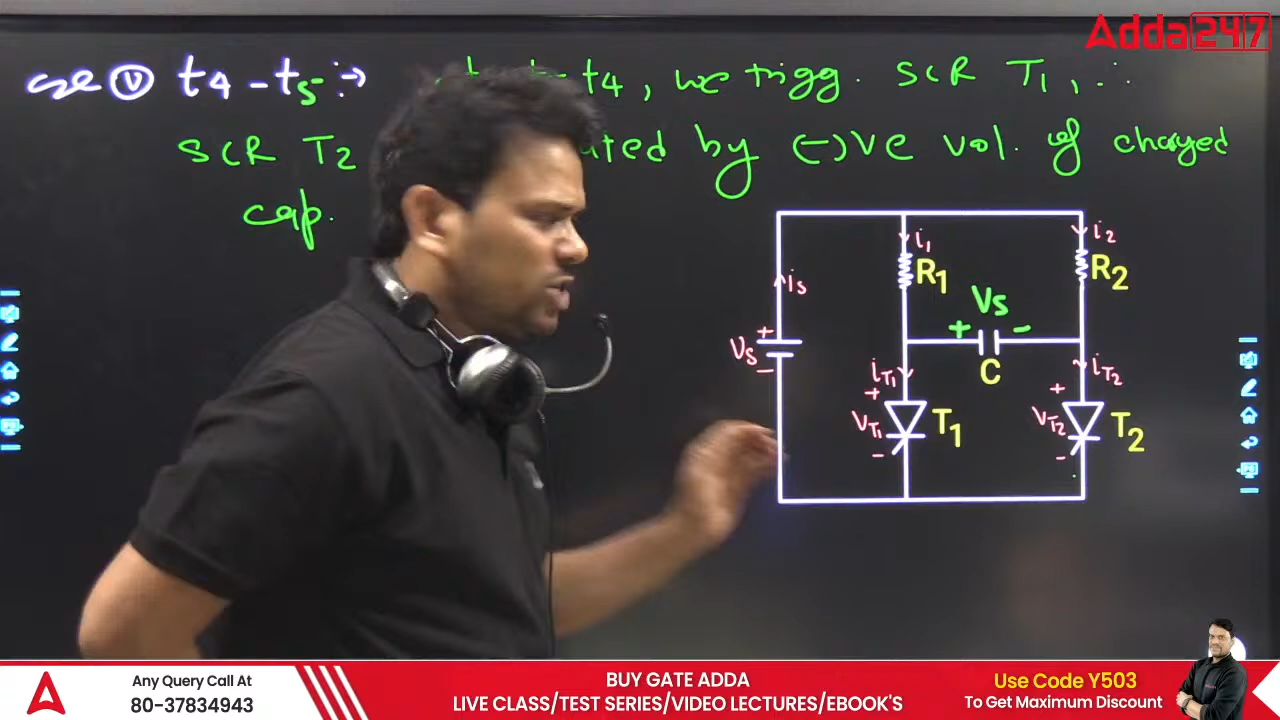 Adda247
se (v) t4 - t5 :→ t4, we trigg. SCR T1, ∴
SCR T2 ated by (-)ve vol. of charged
cap.
i1
i2
R1
R2
is
Vs
+ -
C
+
Vs
-
iT1
iT2
+
+
VT1
T1
VT2
T2
-
-
Any Query Call At
80-37834943
BUY GATE ADDA
LIVE CLASS/TEST SERIES/VIDEO LECTURES/EBOOK'S
Use Code Y503
To Get Maximum Discount